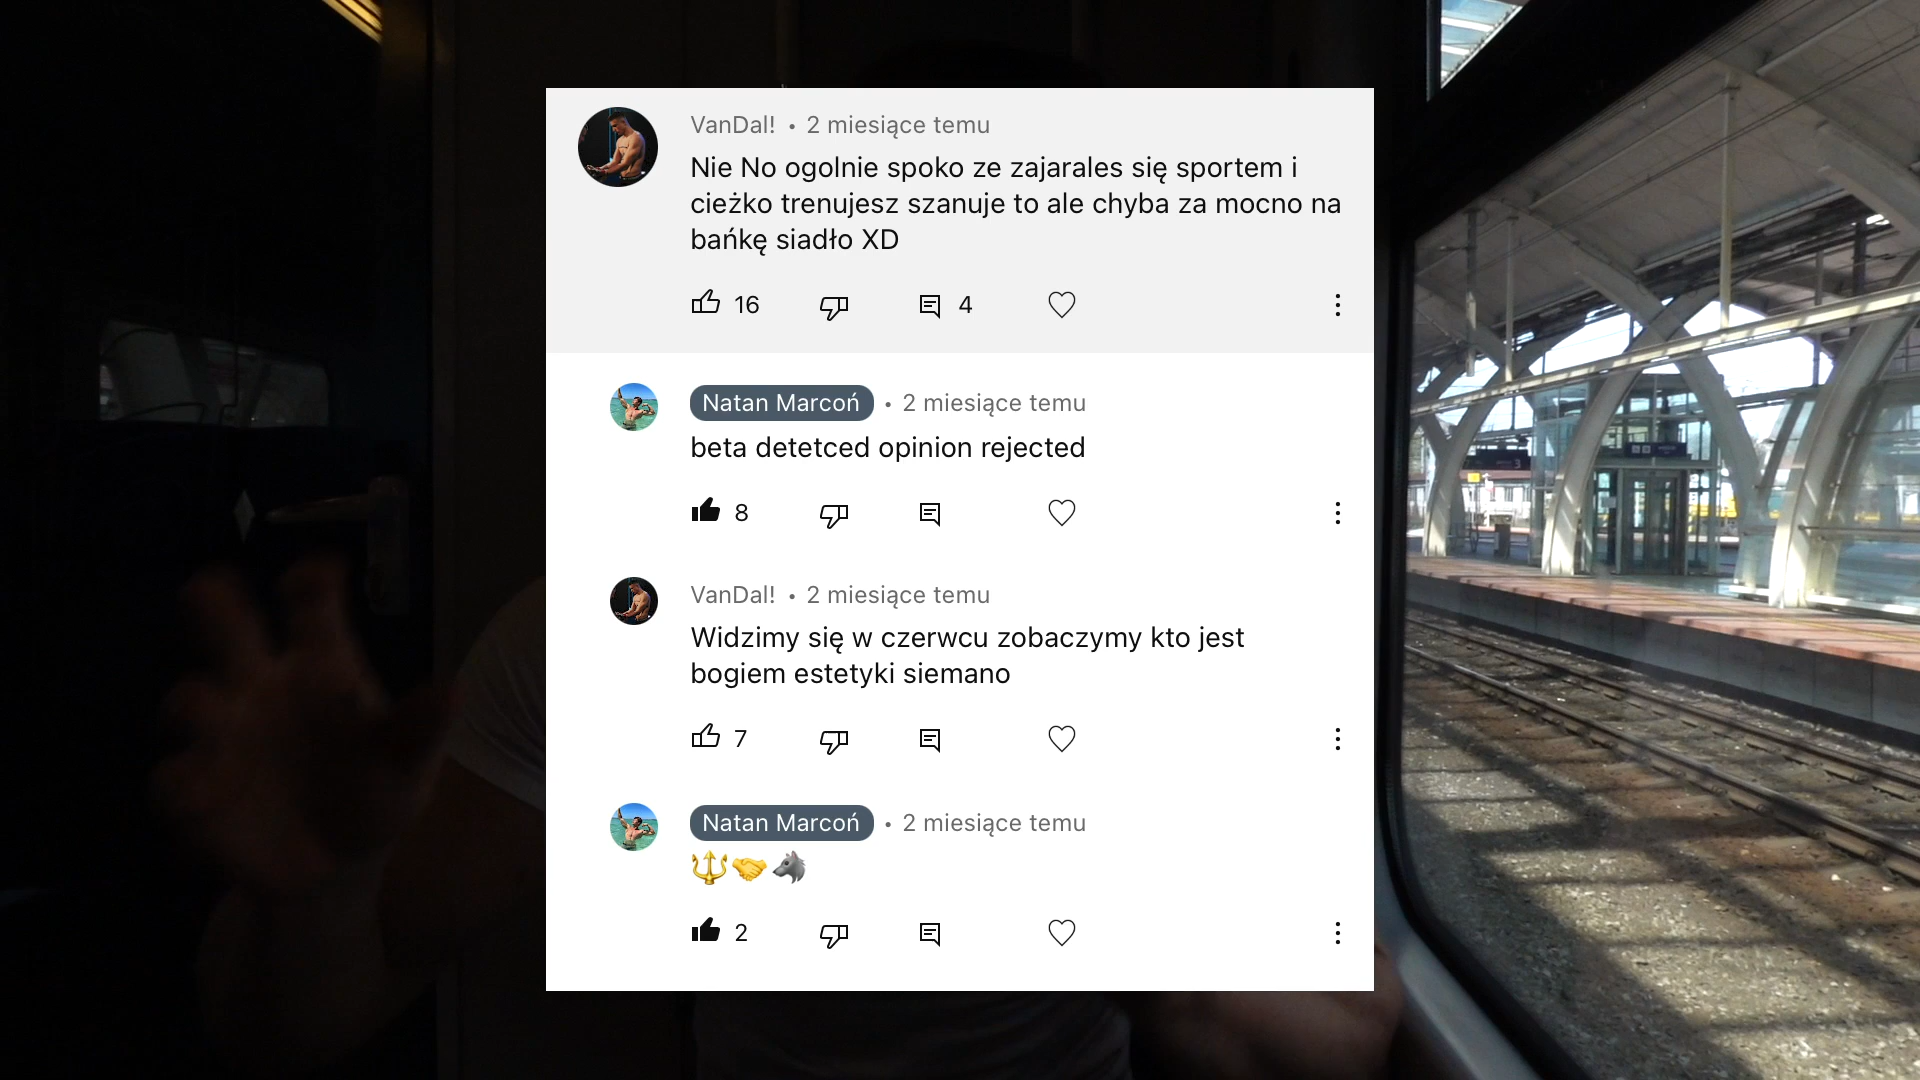 VanDal! • 2 miesiące temu
Nie No ogolnie spoko ze zajarales się sportem i
cieżko trenujesz szanuje to ale chyba za mocno na
bańkę siadło XD
16 4
Natan Marcoń • 2 miesiące temu
beta detetced opinion rejected
8
VanDal! • 2 miesiące temu
Widzimy się w czerwcu zobaczymy kto jest
bogiem estetyki siemano
7
Natan Marcoń • 2 miesiące temu
🔱🤝🐺
2
3